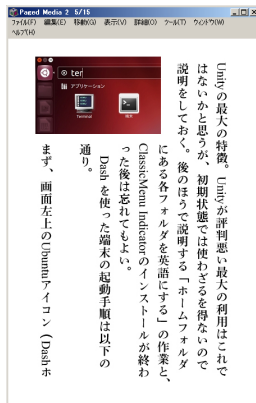 Paged Media 2 5/15
ファイル(F) 編集(E) 移動(G) 表示(V) 詳細(O) ツール(T) ウィンドウ(W)
ヘルプ(H)
ter
アプリケーション
Terminal
端末
Unityの最大の特徴。Unityが評判悪い最大の利用はこれで
はないかと思うが、初期状態では使わざるを得ないので
説明をしておく。後のほうで説明する「ホームフォルダ
にある各フォルダを英語にする」の作業と、
ClassicMenu Indicatorのインストールが終わ
った後は忘れてもよい。
Dash を使った端末の起動手順は以下の
通り。
まず、画面左上のUbuntuアイコン（Dashホ